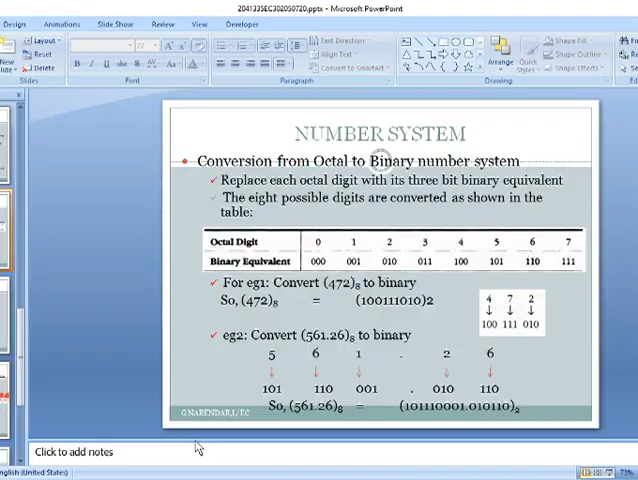 2041335EC302050720.pptx - Microsoft PowerPoint
Design Animations Slide Show Review View Developer
Layout
Reset
New Slide
Delete
Text Direction
Align Text
Convert to SmartArt
Arrange
Quick Styles
Shape Fill
Shape Outline
Shape Effects
Slides Font Paragraph Drawing
NUMBER SYSTEM
• Conversion from Octal to Binary number system
✓ Replace each octal digit with its three bit binary equivalent
✓ The eight possible digits are converted as shown in the
table:
Octal Digit 0 1 2 3 4 5 6 7
Binary Equivalent 000 001 010 011 100 101 110 111
✓ For eg1: Convert (472)₈ to binary
So, (472)₈ = (100111010)2
4 7 2
↓ ↓ ↓
100 111 010
✓ eg2: Convert (561.26)₈ to binary
5 6 1 . 2 6
↓ ↓ ↓ ↓ ↓
101 110 001 . 010 110
So, (561.26)₈ = (101110001.010110)₂
G NARENDAR,L/EC
Click to add notes
English (United States)
73%